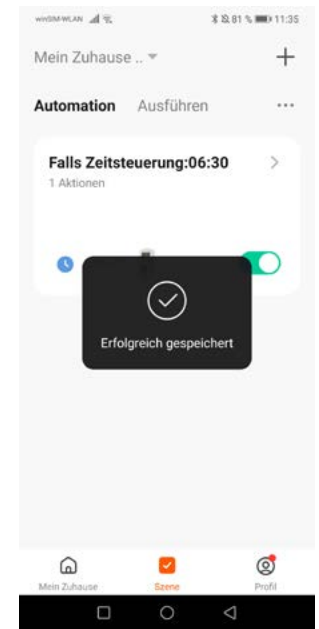 winSIM-WLAN 81 % 11:35
Mein Zuhause .. 
Automation Ausführen ...
Falls Zeitsteuerung:06:30
1 Aktionen
Erfolgreich gespeichert
Mein Zuhause Szene Profil